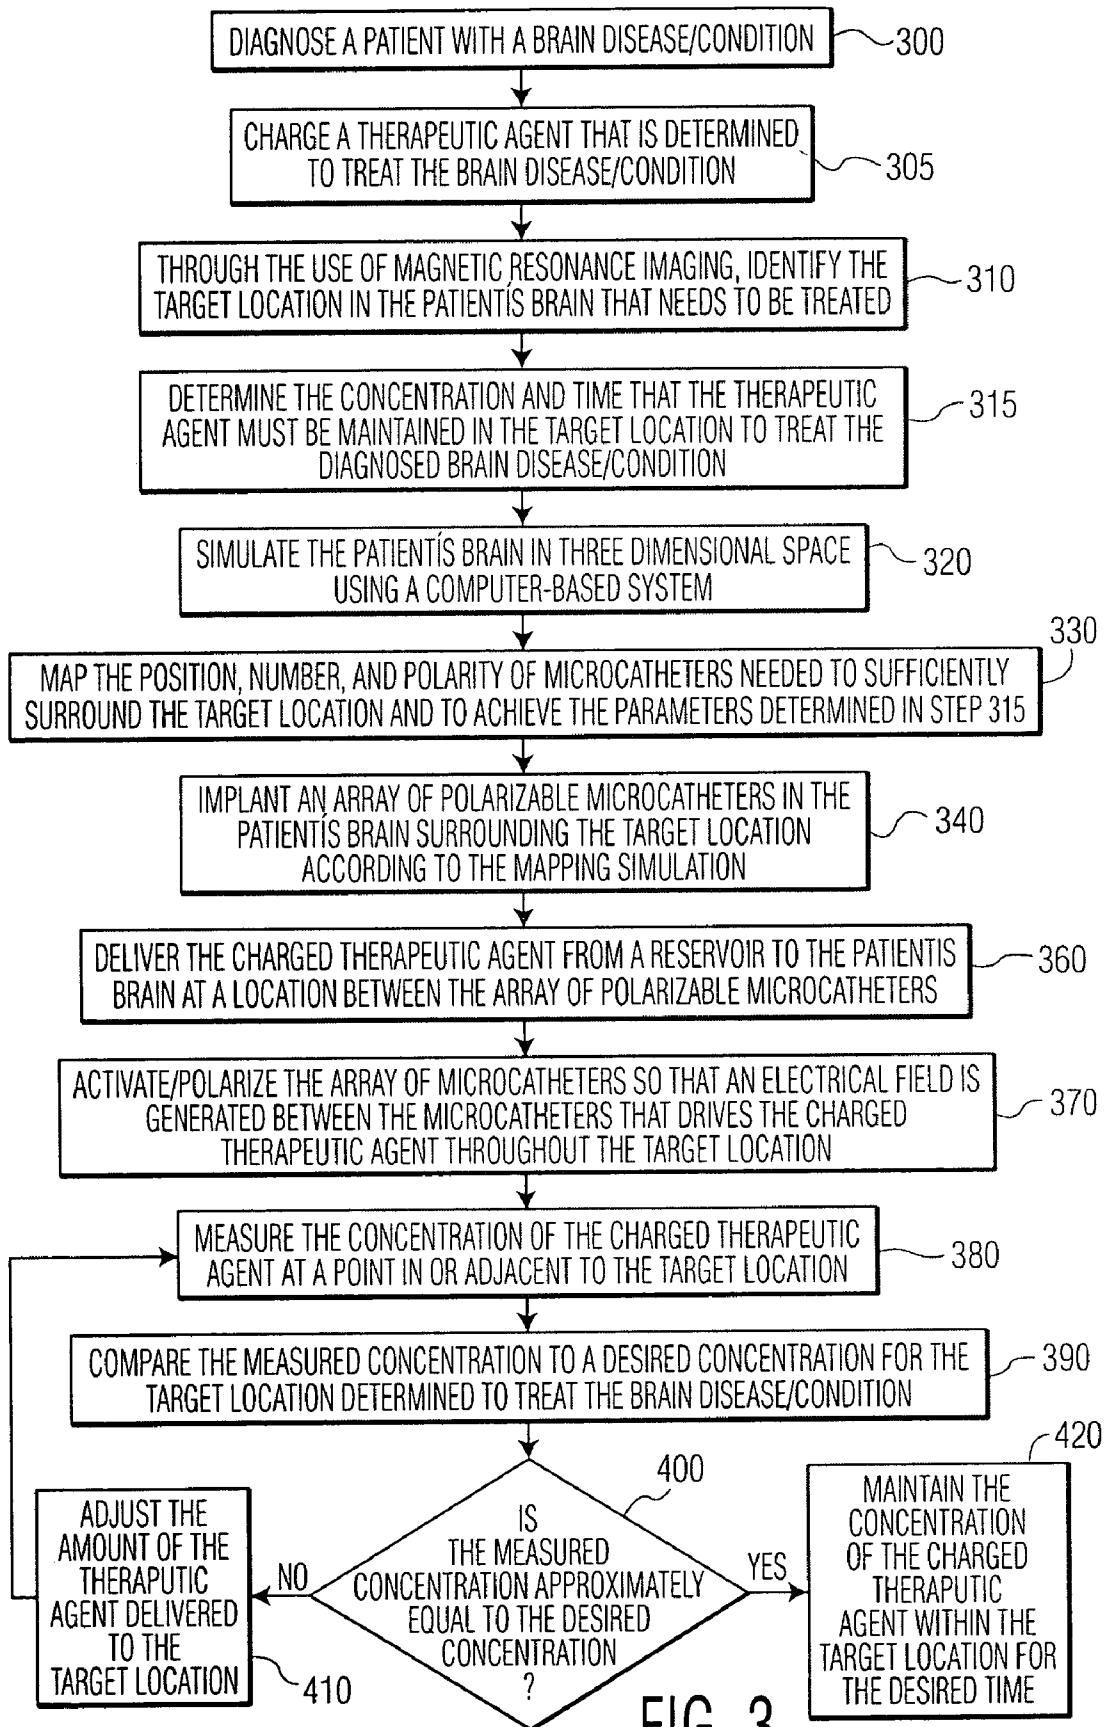 DIAGNOSE A PATIENT WITH A BRAIN DISEASE/CONDITION
300
CHARGE A THERAPEUTIC AGENT THAT IS DETERMINED
TO TREAT THE BRAIN DISEASE/CONDITION
305
THROUGH THE USE OF MAGNETIC RESONANCE IMAGING, IDENTIFY THE
TARGET LOCATION IN THE PATIENTÍS BRAIN THAT NEEDS TO BE TREATED
310
DETERMINE THE CONCENTRATION AND TIME THAT THE THERAPEUTIC
AGENT MUST BE MAINTAINED IN THE TARGET LOCATION TO TREAT THE
DIAGNOSED BRAIN DISEASE/CONDITION
315
SIMULATE THE PATIENTÍS BRAIN IN THREE DIMENSIONAL SPACE
USING A COMPUTER-BASED SYSTEM
320
330
MAP THE POSITION, NUMBER, AND POLARITY OF MICROCATHETERS NEEDED TO SUFFICIENTLY
SURROUND THE TARGET LOCATION AND TO ACHIEVE THE PARAMETERS DETERMINED IN STEP 315
IMPLANT AN ARRAY OF POLARIZABLE MICROCATHETERS IN THE
PATIENTÍS BRAIN SURROUNDING THE TARGET LOCATION
ACCORDING TO THE MAPPING SIMULATION
340
DELIVER THE CHARGED THERAPEUTIC AGENT FROM A RESERVOIR TO THE PATIENTIS
BRAIN AT A LOCATION BETWEEN THE ARRAY OF POLARIZABLE MICROCATHETERS
360
ACTIVATE/POLARIZE THE ARRAY OF MICROCATHETERS SO THAT AN ELECTRICAL FIELD IS
GENERATED BETWEEN THE MICROCATHETERS THAT DRIVES THE CHARGED
THERAPEUTIC AGENT THROUGHOUT THE TARGET LOCATION
370
MEASURE THE CONCENTRATION OF THE CHARGED THERAPEUTIC
AGENT AT A POINT IN OR ADJACENT TO THE TARGET LOCATION
380
COMPARE THE MEASURED CONCENTRATION TO A DESIRED CONCENTRATION FOR THE
TARGET LOCATION DETERMINED TO TREAT THE BRAIN DISEASE/CONDITION
390
400
IS
THE MEASURED
CONCENTRATION APPROXIMATELY
EQUAL TO THE DESIRED
CONCENTRATION
?
NO
ADJUST THE
AMOUNT OF THE
THERAPUTIC
AGENT DELIVERED
TO THE
TARGET LOCATION
410
YES
420
MAINTAIN THE
CONCENTRATION
OF THE CHARGED
THERAPUTIC
AGENT WITHIN THE
TARGET LOCATION FOR
THE DESIRED TIME
FIG. 3